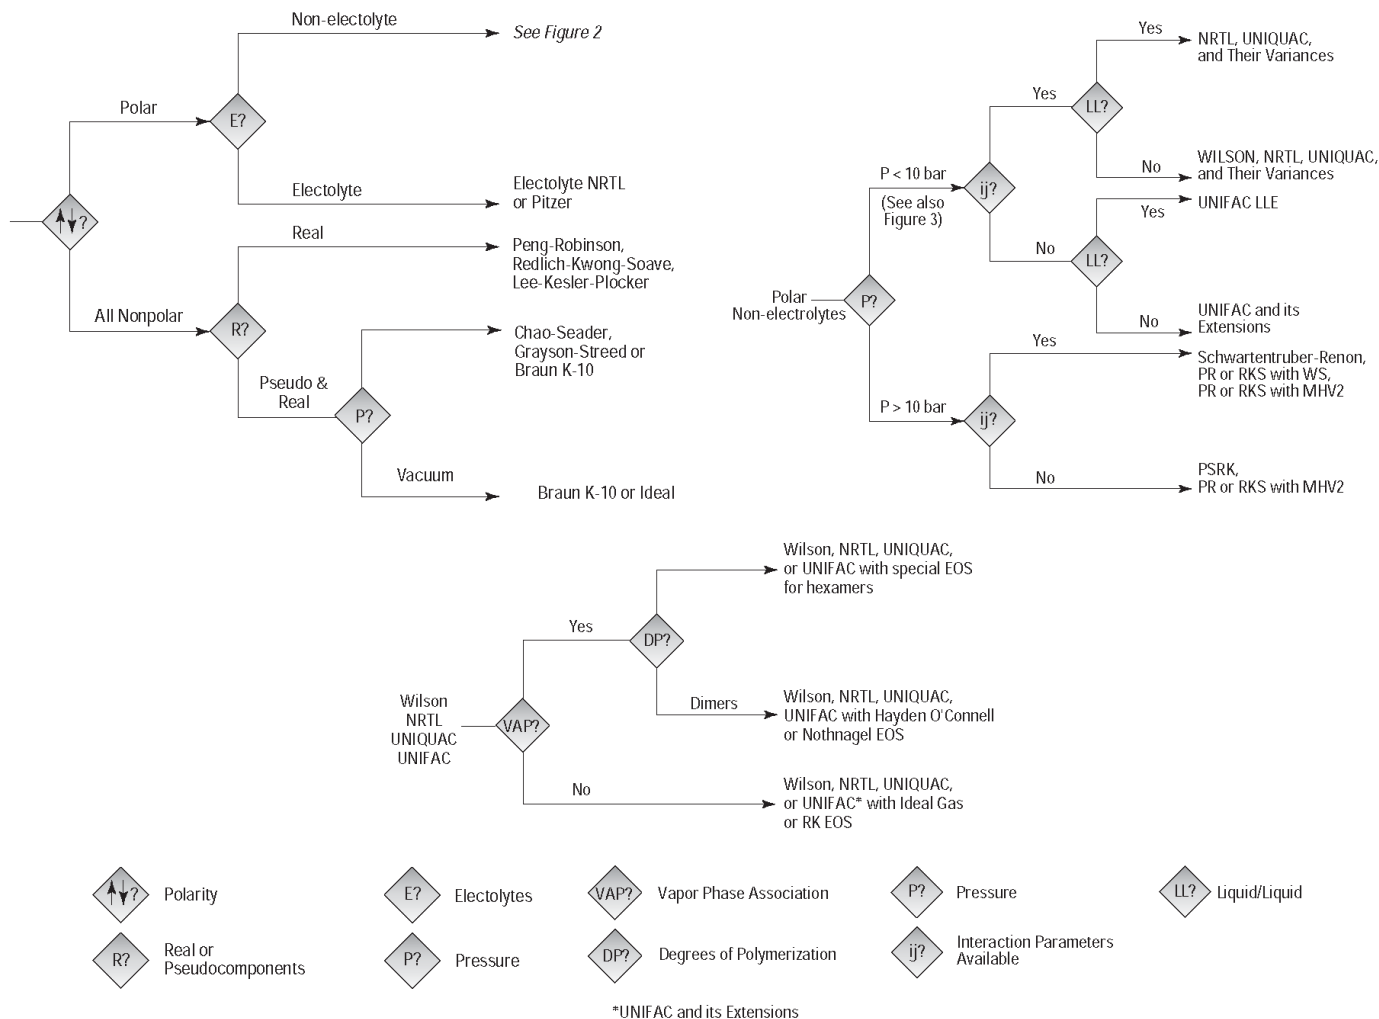 Non-electolyte
See Figure 2
Polar
E?
Electolyte
Electolyte NRTL
or Pitzer
?
Real
Peng-Robinson,
Redlich-Kwong-Soave,
Lee-Kesler-Plocker
All Nonpolar
R?
Chao-Seader,
Grayson-Streed or
Braun K-10
Pseudo &
Real
P?
Vacuum
Braun K-10 or Ideal
Yes
NRTL, UNIQUAC,
and Their Variances
Yes
LL?
No
WILSON, NRTL, UNIQUAC,
and Their Variances
P < 10 bar
ij?
(See also
Figure 3)
Yes
UNIFAC LLE
No
LL?
Polar
Non-electrolytes
P?
No
UNIFAC and its
Extensions
Yes
Schwartentruber-Renon,
PR or RKS with WS,
PR or RKS with MHV2
P > 10 bar
ij?
No
PSRK,
PR or RKS with MHV2
Wilson, NRTL, UNIQUAC,
or UNIFAC with special EOS
for hexamers
Yes
DP?
Wilson
NRTL
UNIQUAC
UNIFAC
VAP?
Dimers
Wilson, NRTL, UNIQUAC,
UNIFAC with Hayden O'Connell
or Nothnagel EOS
No
Wilson, NRTL, UNIQUAC,
or UNIFAC* with Ideal Gas
or RK EOS
? Polarity
E? Electolytes
VAP? Vapor Phase Association
P? Pressure
LL? Liquid/Liquid
R? Real or
Pseudocomponents
P? Pressure
DP? Degrees of Polymerization
ij? Interaction Parameters
Available
*UNIFAC and its Extensions